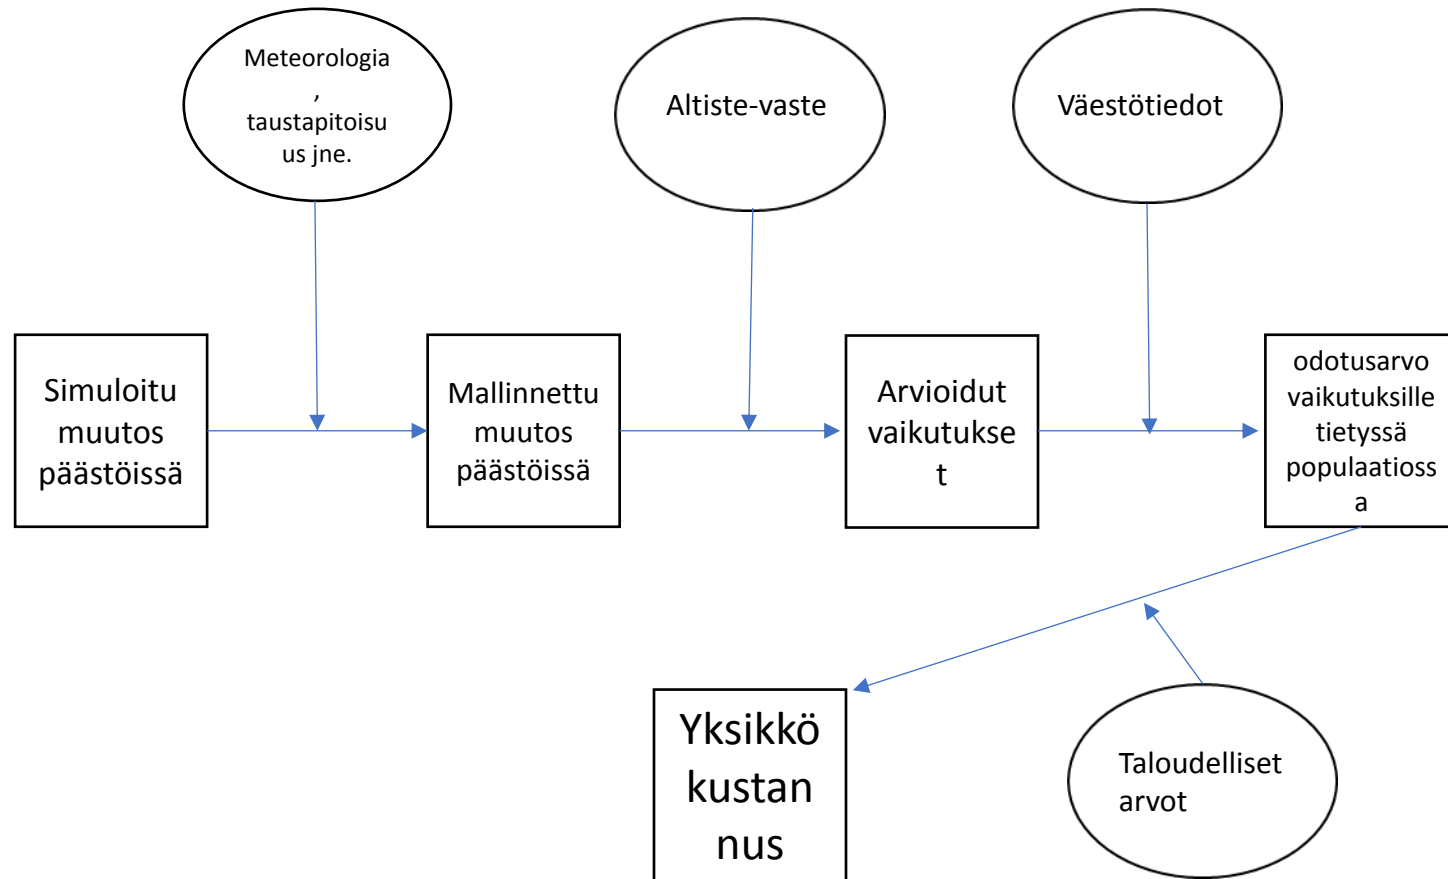 Meteorologia
,
taustapitoisu
us jne.
Altiste-vaste
Väestötiedot
Simuloitu
muutos
päästöissä
Mallinnettu
muutos
päästöissä
Arvioidut
vaikutukse
t
odotusarvo
vaikutuksille
tietyssä
populaatioss
a
Yksikkö
kustan
nus
Taloudelliset
arvot